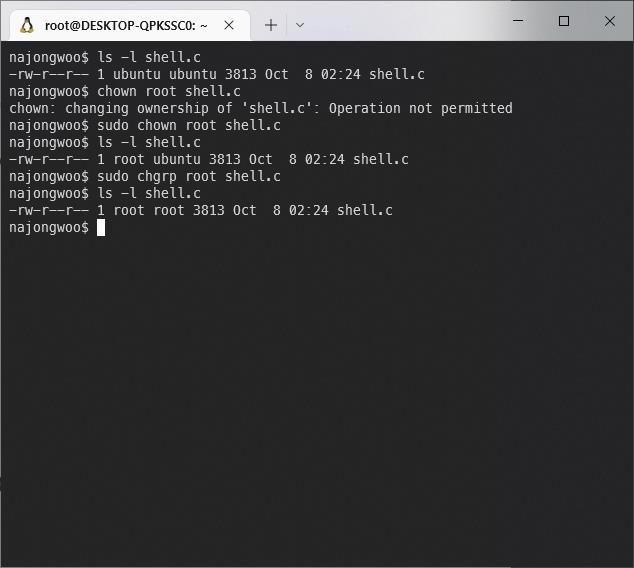 root@DESKTOP-QPKSSC0: ~
najongwoo$ ls -l shell.c
-rw-r--r-- 1 ubuntu ubuntu 3813 Oct  8 02:24 shell.c
najongwoo$ chown root shell.c
chown: changing ownership of 'shell.c': Operation not permitted
najongwoo$ sudo chown root shell.c
najongwoo$ ls -l shell.c
-rw-r--r-- 1 root ubuntu 3813 Oct  8 02:24 shell.c
najongwoo$ sudo chgrp root shell.c
najongwoo$ ls -l shell.c
-rw-r--r-- 1 root root 3813 Oct  8 02:24 shell.c
najongwoo$